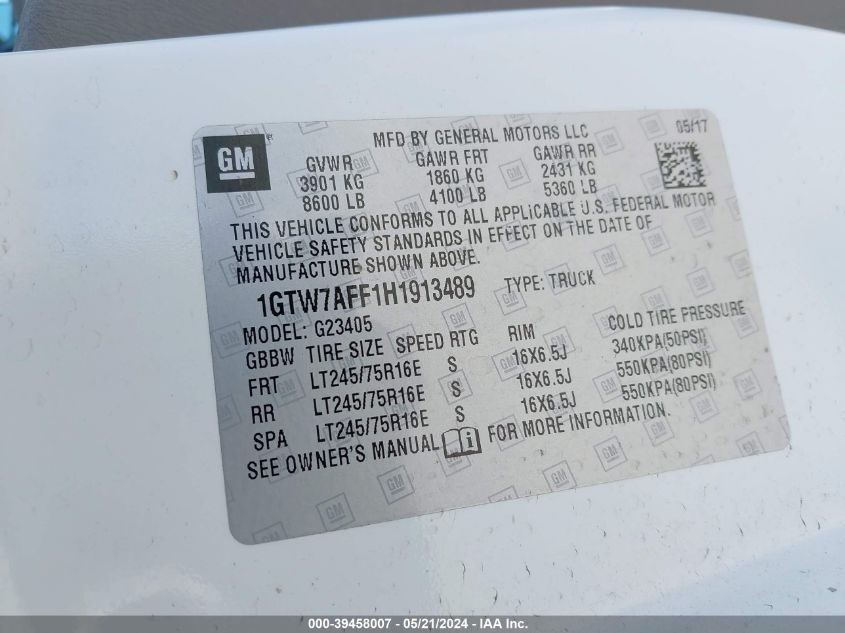 GM
MFD BY GENERAL MOTORS LLC 05/17
GVWR GAWR FRT GAWR RR
3901 KG 1860 KG 2431 KG
8600 LB 4100 LB 5360 LB
THIS VEHICLE CONFORMS TO ALL APPLICABLE U.S. FEDERAL MOTOR
VEHICLE SAFETY STANDARDS IN EFFECT ON THE DATE OF
MANUFACTURE SHOWN ABOVE.
1GTW7AFF1H1913489 TYPE: TRUCK
MODEL: G23405
GBBW TIRE SIZE SPEED RTG RIM COLD TIRE PRESSURE
FRT LT245/75R16E S 16X6.5J 340KPA(50PSI)
RR LT245/75R16E S 16X6.5J 550KPA(80PSI)
SPA LT245/75R16E S 16X6.5J 550KPA(80PSI)
SEE OWNER'S MANUAL FOR MORE INFORMATION.
000-39458007 - 05/21/2024 - IAA Inc.